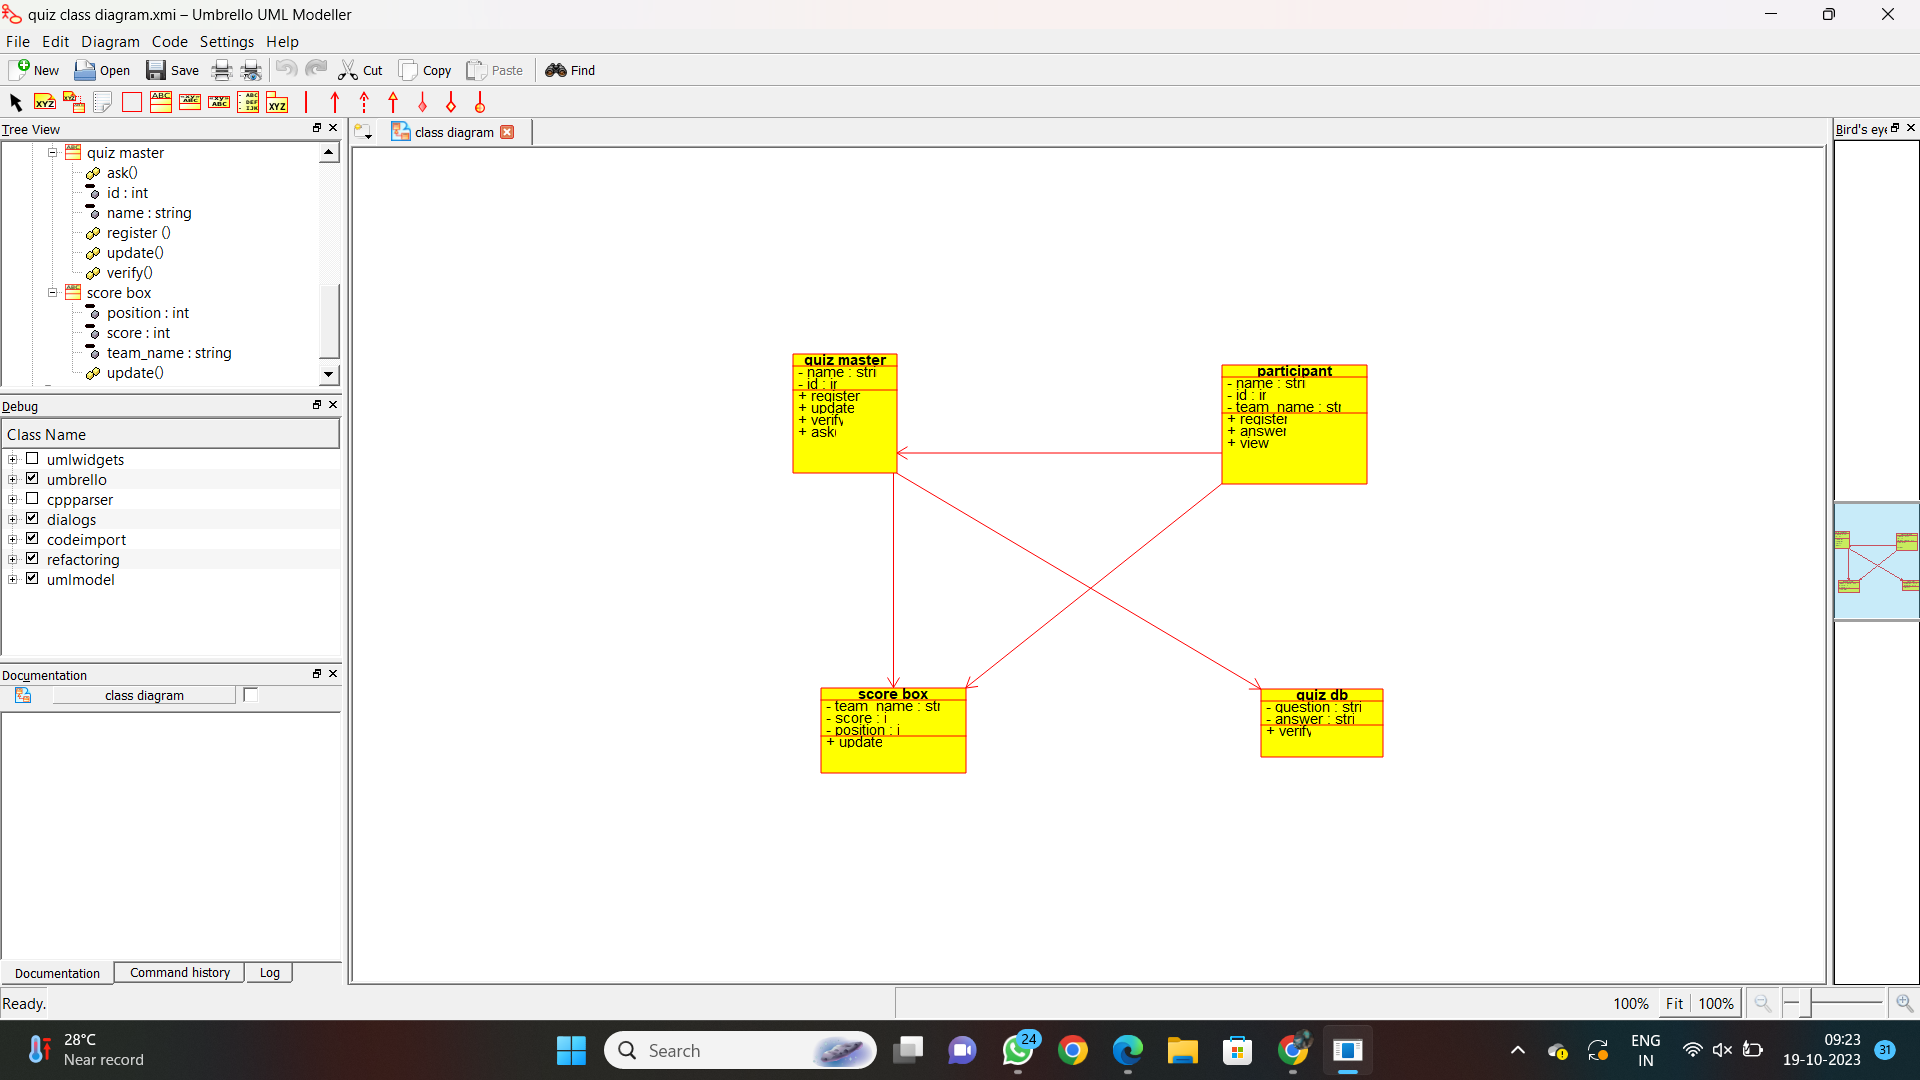 quiz class diagram.xmi – Umbrello UML Modeller
File Edit Diagram Code Settings Help
New Open Save Cut Copy Paste Find
Tree View
quiz master
ask()
id : int
name : string
register ()
update()
verify()
score box
position : int
score : int
team_name : string
update()
Debug
Class Name
umlwidgets
umbrello
cppparser
dialogs
codeimport
refactoring
umlmodel
Documentation
class diagram
Documentation Command history Log
Ready.
class diagram
quiz master
- name : stri
- id : ir
+ register
+ update
+ verify
+ ask(
participant
- name : stri
- id : ir
- team_name : str
+ register
+ answer
+ view
score box
- team_name : str
- score : i
- position : i
+ update
quiz db
- question : stri
- answer : stri
+ verify
Bird's eye
100% Fit 100%
28°C
Near record
Search
24
ENG
IN
09:23
19-10-2023
31